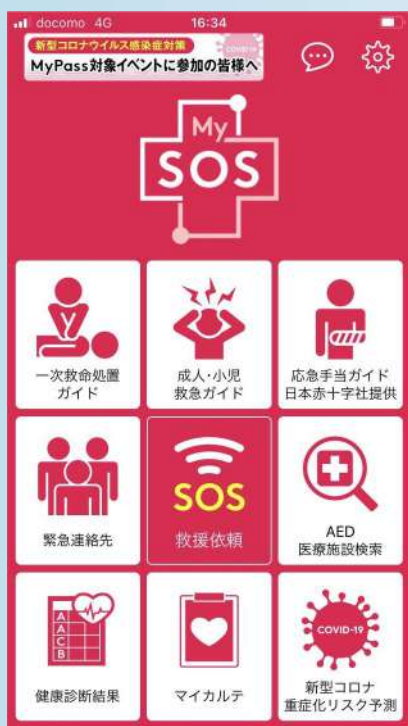 docomo 4G 16:34
新型コロナウイルス感染症対策
COVID-19
MyPass対象イベントに参加の皆様へ
My
SOS
一次救命処置
ガイド
成人・小児
救急ガイド
応急手当ガイド
日本赤十字社提供
緊急連絡先
SOS
救援依頼
AED
医療施設検索
A
A
C
B
健康診断結果
マイカルテ
COVID-19
新型コロナ
重症化リスク予測